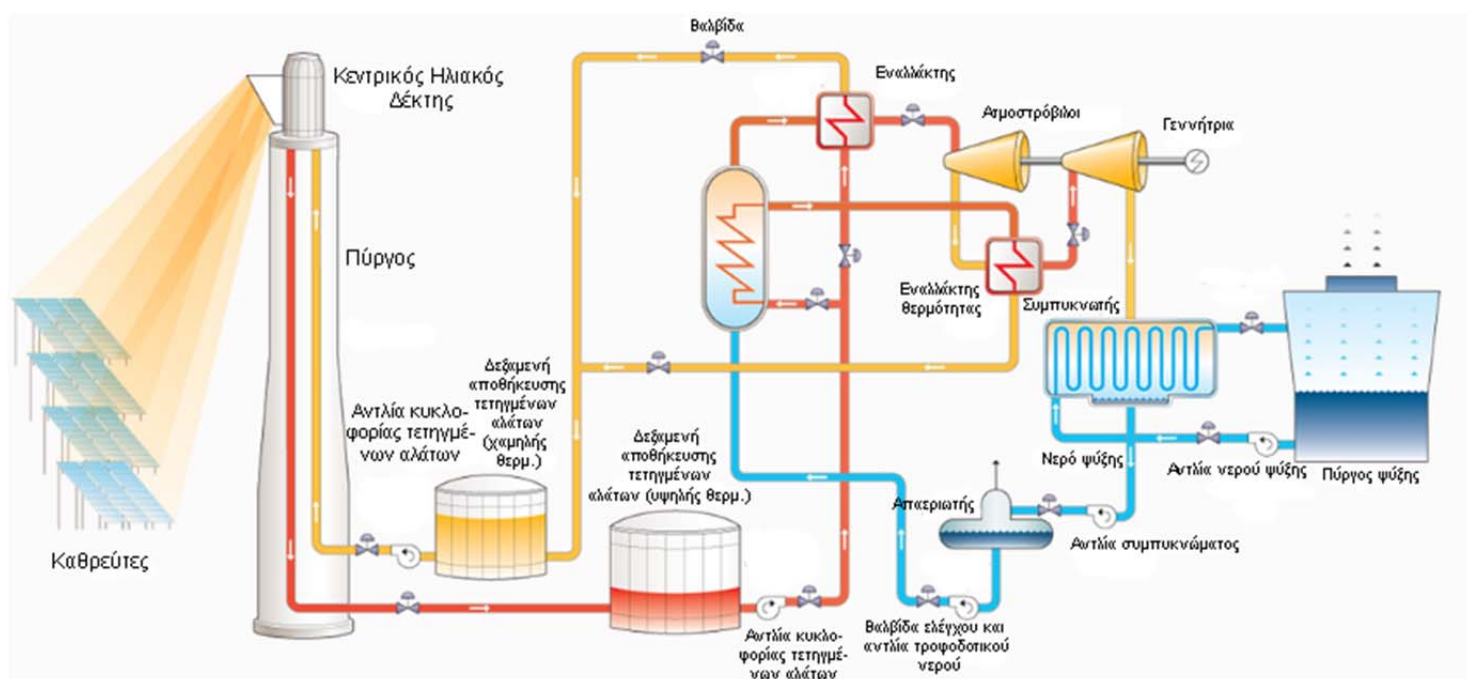 Βαλβίδα
Κεντρικός Ηλιακός
Δέκτης
Εναλλάκτης
Ατμοστρόβιλοι
Γεννήτρια
Πύργος
Εναλλάκτης
θερμότητας
Συμπυκνωτής
Αντλία κυκλο-
φορίας τετηγμέ-
νων αλάτων
Δεξαμενή
αποθήκευσης
τετηγμένων
αλάτων
(χαμηλής
θερμ.)
Δεξαμενή
αποθήκευσης
τετηγμένων
αλάτων (υψηλής θερμ.)
Νερό ψύξης
Αντλία νερού ψύξης
Πύργος ψύξης
Απαεριωτής
Αντλία συμπυκνώματος
Καθρεύτες
Αντλία κυκλο-
φορίας τετηγμέ-
νων αλάτων
Βαλβίδα ελέγχου και
αντλία τροφοδοτικού
νερού